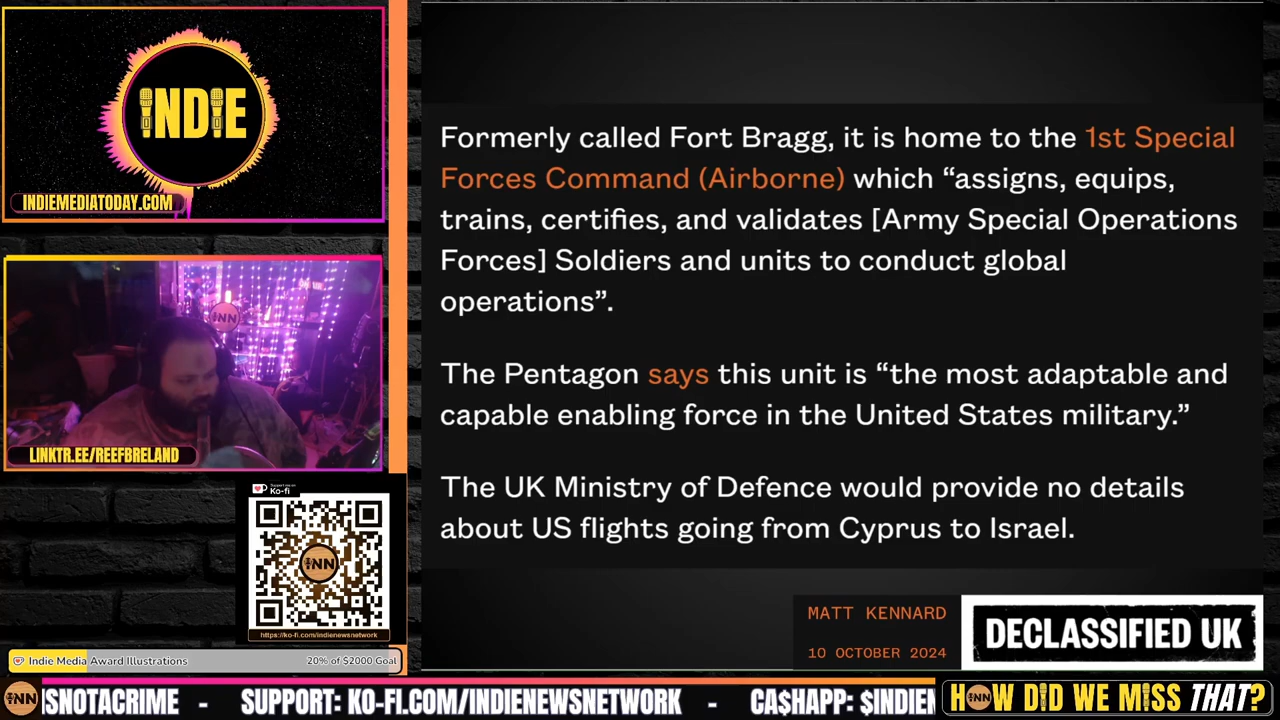 INDIE
INDIEMEDIATODAY.COM
INN
LINKTR.EE/REEFBRELAND
Ko-fi
INN
https://ko-fi.com/indienewsnetwork
Indie Media Award Illustrations
20% of $2000 Goal
Formerly called Fort Bragg, it is home to the 1st Special
Forces Command (Airborne) which “assigns, equips,
trains, certifies, and validates [Army Special Operations
Forces] Soldiers and units to conduct global
operations”.
The Pentagon says this unit is “the most adaptable and
capable enabling force in the United States military.”
The UK Ministry of Defence would provide no details
about US flights going from Cyprus to Israel.
MATT KENNARD
10 OCTOBER 2024
DECLASSIFIED UK
INN
ISNOTACRIME - SUPPORT: KO-FI.COM/INDIENEWSNETWORK - CA$HAPP: $INDIEN
HOW DID WE MISS THAT?